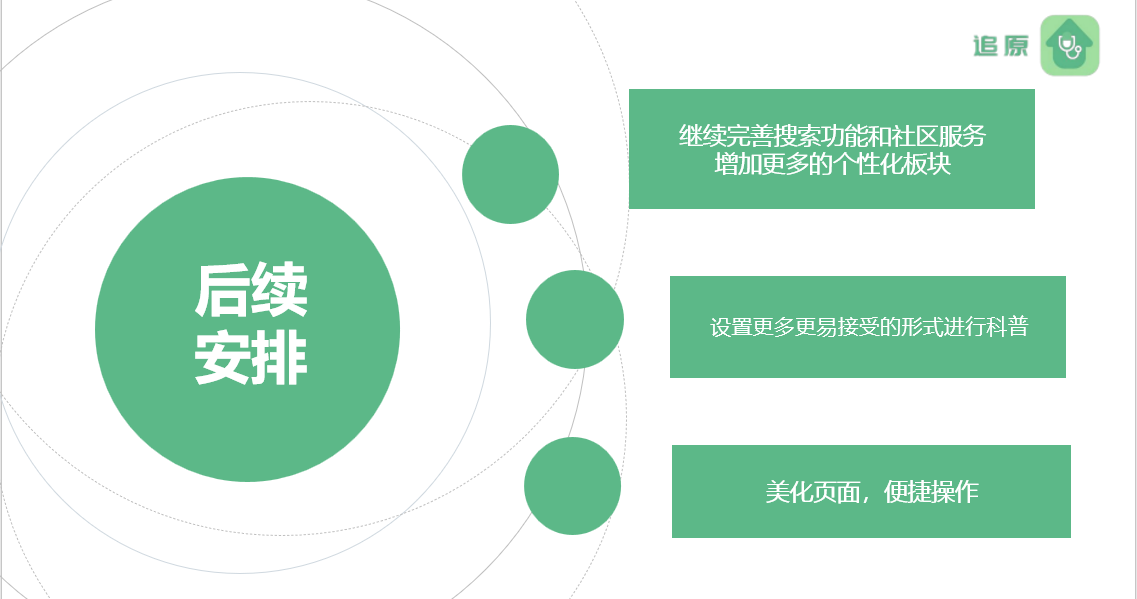 追原
后续
安排
继续完善搜索功能和社区服务
增加更多的个性化板块
设置更多更易接受的形式进行科普
美化页面，便捷操作